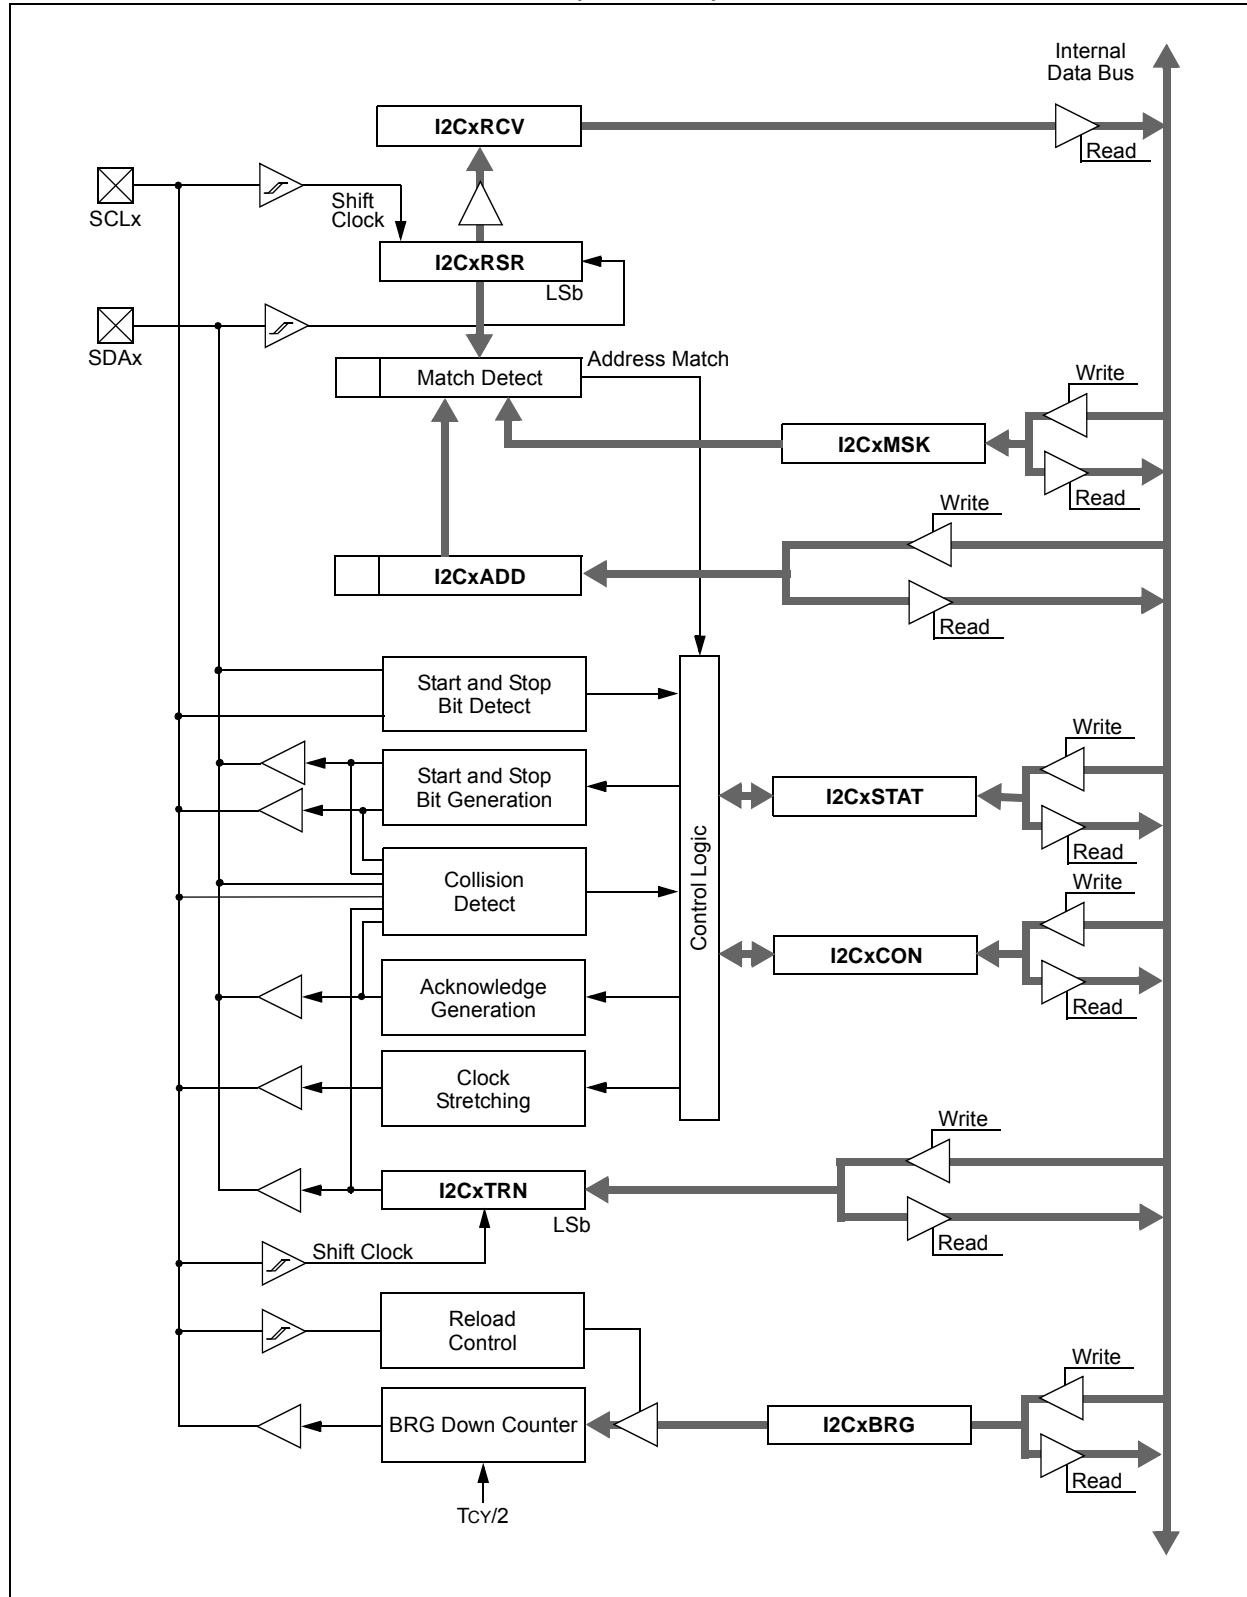 Internal
Data Bus
I2CxRCV
Read
SCLx
Shift
Clock
I2CxRSR
LSb
SDAx
Address Match
Match Detect
Write
I2CxMSK
Read
Write
I2CxADD
Read
Start and Stop
Bit Detect
Write
Start and Stop
Bit Generation
I2CxSTAT
Control Logic
Read
Collision
Detect
Write
I2CxCON
Acknowledge
Generation
Read
Clock
Stretching
Write
I2CxTRN
LSb
Read
Shift Clock
Reload
Control
Write
BRG Down Counter
I2CxBRG
Read
TCY/2